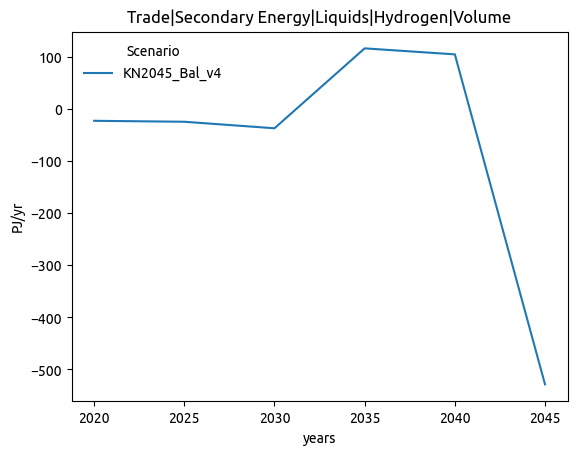 Trade|Secondary Energy|Liquids|Hydrogen|Volume
Scenario
KN2045_Bal_v4
100
0
−100
−200
−300
−400
−500
PJ/yr
2020 2025 2030 2035 2040 2045
years